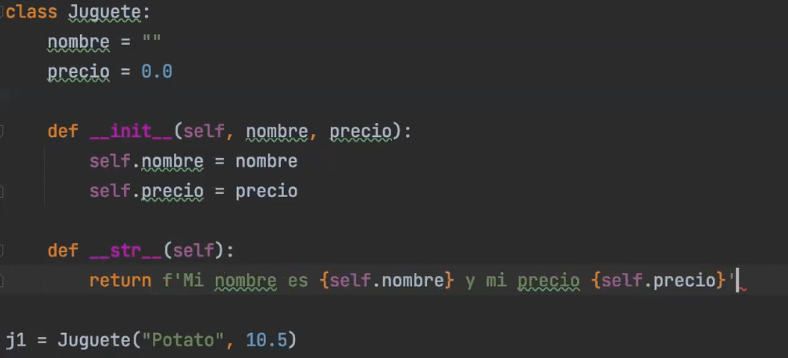 class Juguete:
    nombre = ""
    precio = 0.0

    def __init__(self, nombre, precio):
        self.nombre = nombre
        self.precio = precio

    def __str__(self):
        return f'Mi nombre es {self.nombre} y mi precio {self.precio}'

j1 = Juguete("Potato", 10.5)